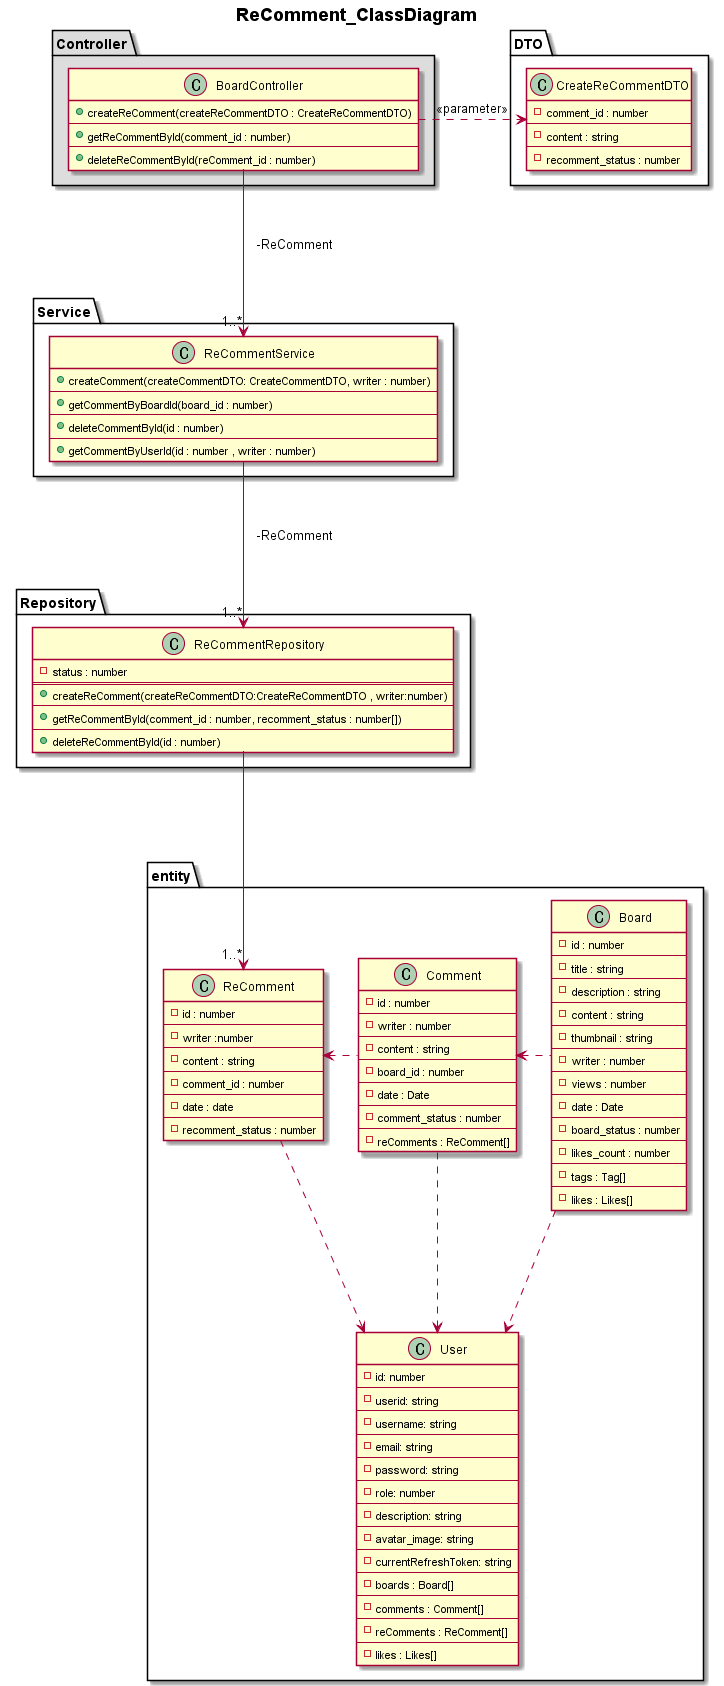 ReComment_ClassDiagram
Controller
C BoardController
createReComment(createReCommentDTO : CreateReCommentDTO)
getReCommentById(comment_id : number)
deleteReCommentById(reComment_id : number)
«parameter»
DTO
C CreateReCommentDTO
comment_id : number
content : string
recomment_status : number
-ReComment
1..*
Service
C ReCommentService
createComment(createCommentDTO: CreateCommentDTO, writer : number)
getCommentByBoardId(board_id : number)
deleteCommentById(id : number)
getCommentByUserId(id : number , writer : number)
-ReComment
1..*
Repository
C ReCommentRepository
status : number
createReComment(createReCommentDTO:CreateReCommentDTO , writer:number)
getReCommentById(comment_id : number, recomment_status : number[])
deleteReCommentById(id : number)
1..*
entity
C ReComment
id : number
writer :number
content : string
comment_id : number
date : date
recomment_status : number
C Comment
id : number
writer : number
content : string
board_id : number
date : Date
comment_status : number
reComments : ReComment[]
C Board
id : number
title : string
description : string
content : string
thumbnail : string
writer : number
views : number
date : Date
board_status : number
likes_count : number
tags : Tag[]
likes : Likes[]
C User
id: number
userid: string
username: string
email: string
password: string
role: number
description: string
avatar_image: string
currentRefreshToken: string
boards : Board[]
comments : Comment[]
reComments : ReComment[]
likes : Likes[]